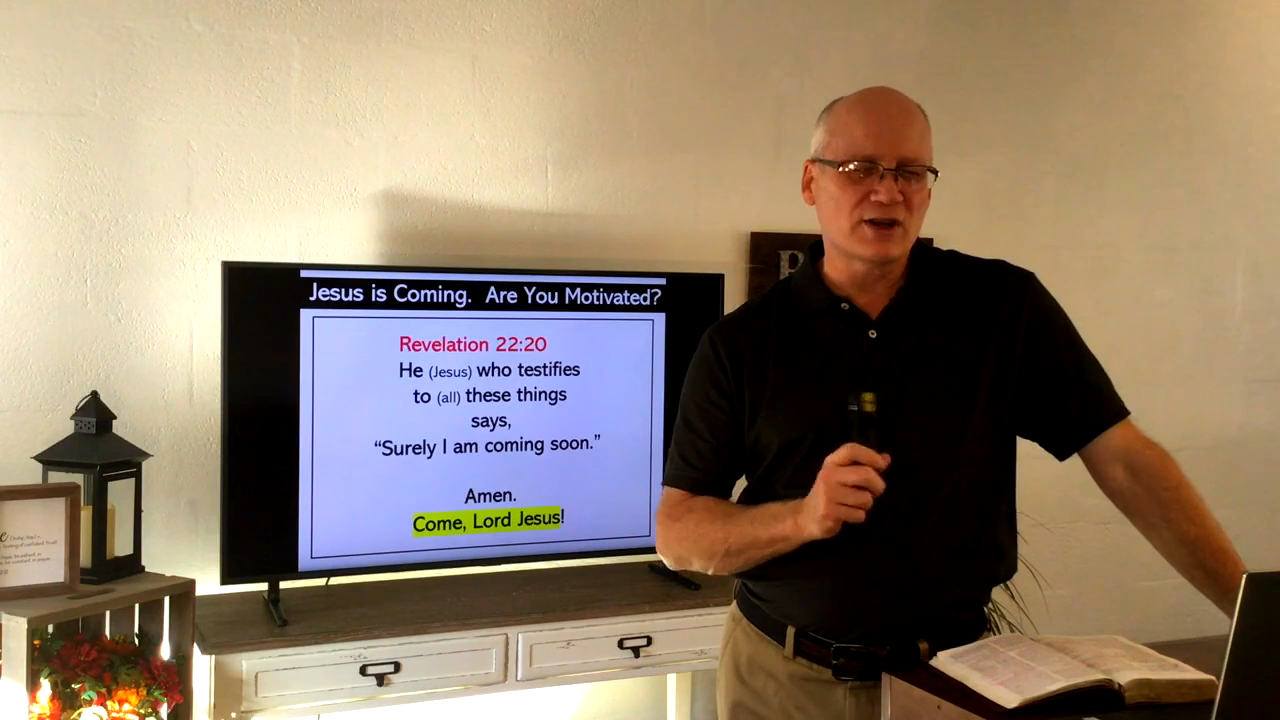 Jesus is Coming. Are You Motivated?
Revelation 22:20
He (Jesus) who testifies
to (all) these things
says,
“Surely I am coming soon.”
Amen.
Come, Lord Jesus!